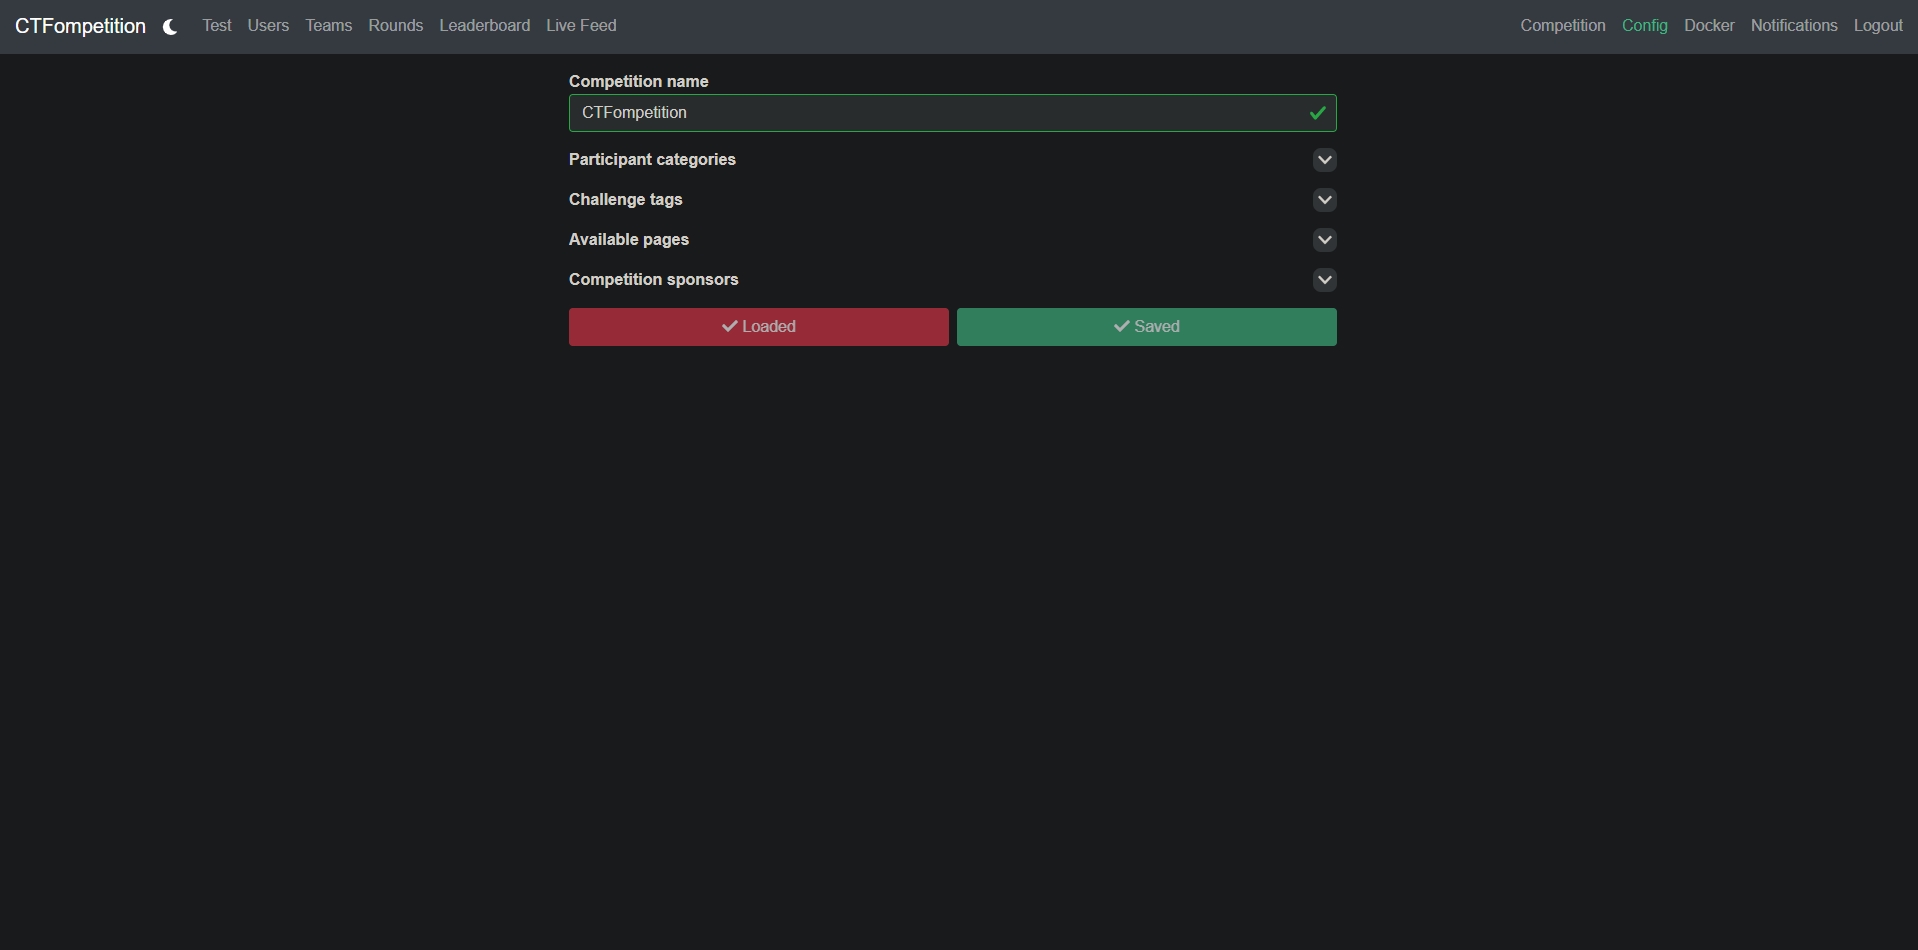 CTFompetition Test Users Teams Rounds Leaderboard Live Feed Competition Config Docker Notifications Logout
Competition name
CTFompetition
Participant categories
Challenge tags
Available pages
Competition sponsors
Loaded Saved